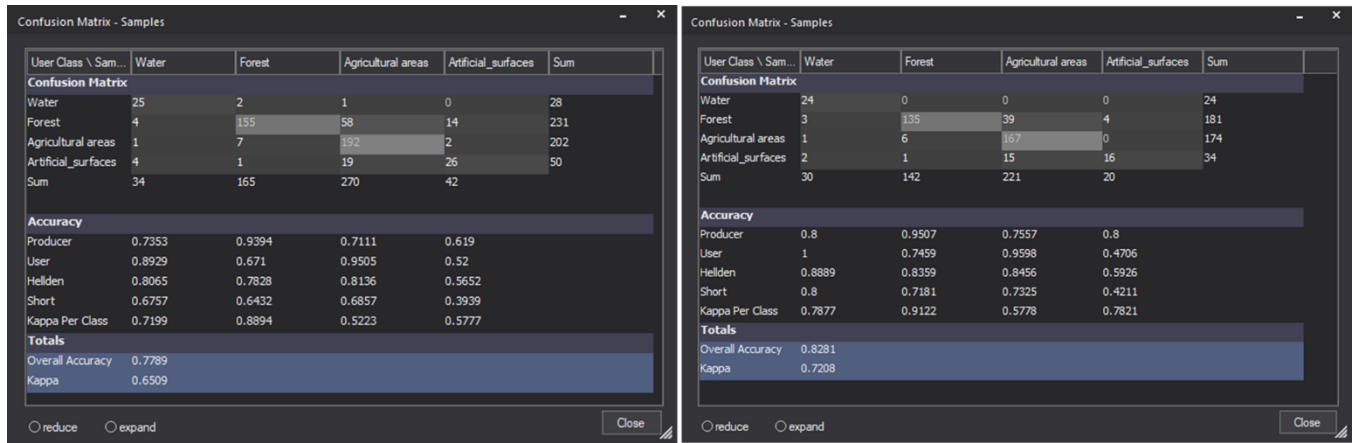 Confusion Matrix - Samples
User Class \ Sam... Water Forest Agricultural areas Artificial_surfaces Sum
Confusion Matrix
Water 25 2 1 0 28
Forest 4 155 58 14 231
Agricultural areas 1 7 192 2 202
Artificial_surfaces 4 1 19 26 50
Sum 34 165 270 42
Accuracy
Producer 0.7353 0.9394 0.7111 0.619
User 0.8929 0.671 0.9505 0.52
Hellden 0.8065 0.7828 0.8136 0.5652
Short 0.6757 0.6432 0.6857 0.3939
Kappa Per Class 0.7199 0.8894 0.5223 0.5777
Totals
Overall Accuracy 0.7789
Kappa 0.6509
reduce expand Close
Confusion Matrix - Samples
User Class \ Sam... Water Forest Agricultural areas Artificial_surfaces Sum
Confusion Matrix
Water 24 0 0 0 24
Forest 3 135 39 4 181
Agricultural areas 1 6 167 0 174
Artificial_surfaces 2 1 15 16 34
Sum 30 142 221 20
Accuracy
Producer 0.8 0.9507 0.7557 0.8
User 1 0.7459 0.9598 0.4706
Hellden 0.8889 0.8359 0.8456 0.5926
Short 0.8 0.7181 0.7325 0.4211
Kappa Per Class 0.7877 0.9122 0.5778 0.7821
Totals
Overall Accuracy 0.8281
Kappa 0.7208
reduce expand Close